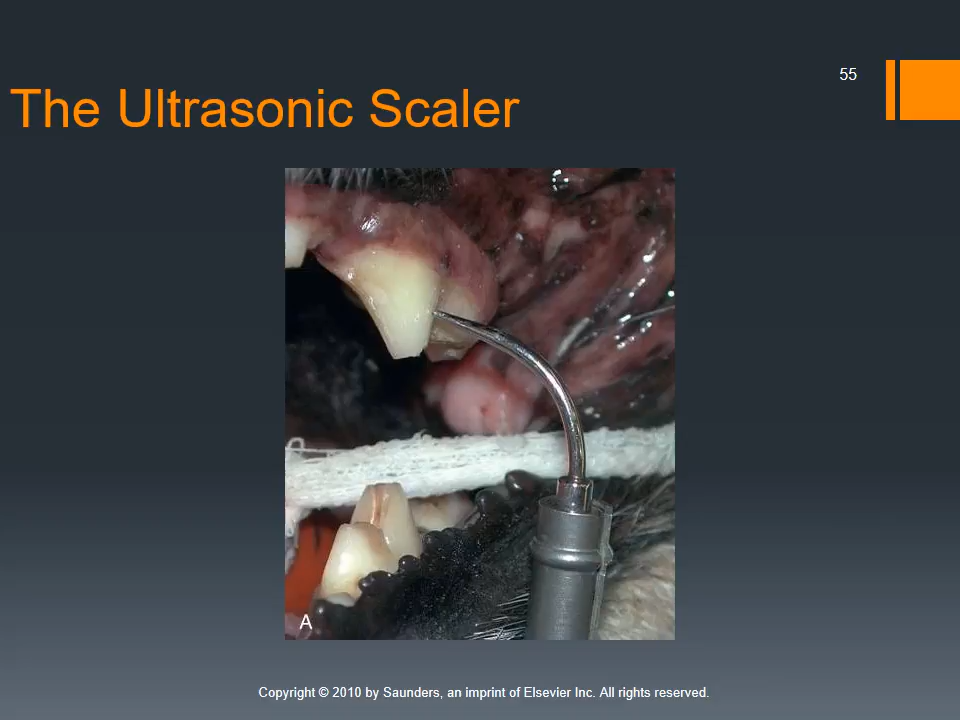 55
The Ultrasonic Scaler
A
Copyright © 2010 by Saunders, an imprint of Elsevier Inc. All rights reserved.